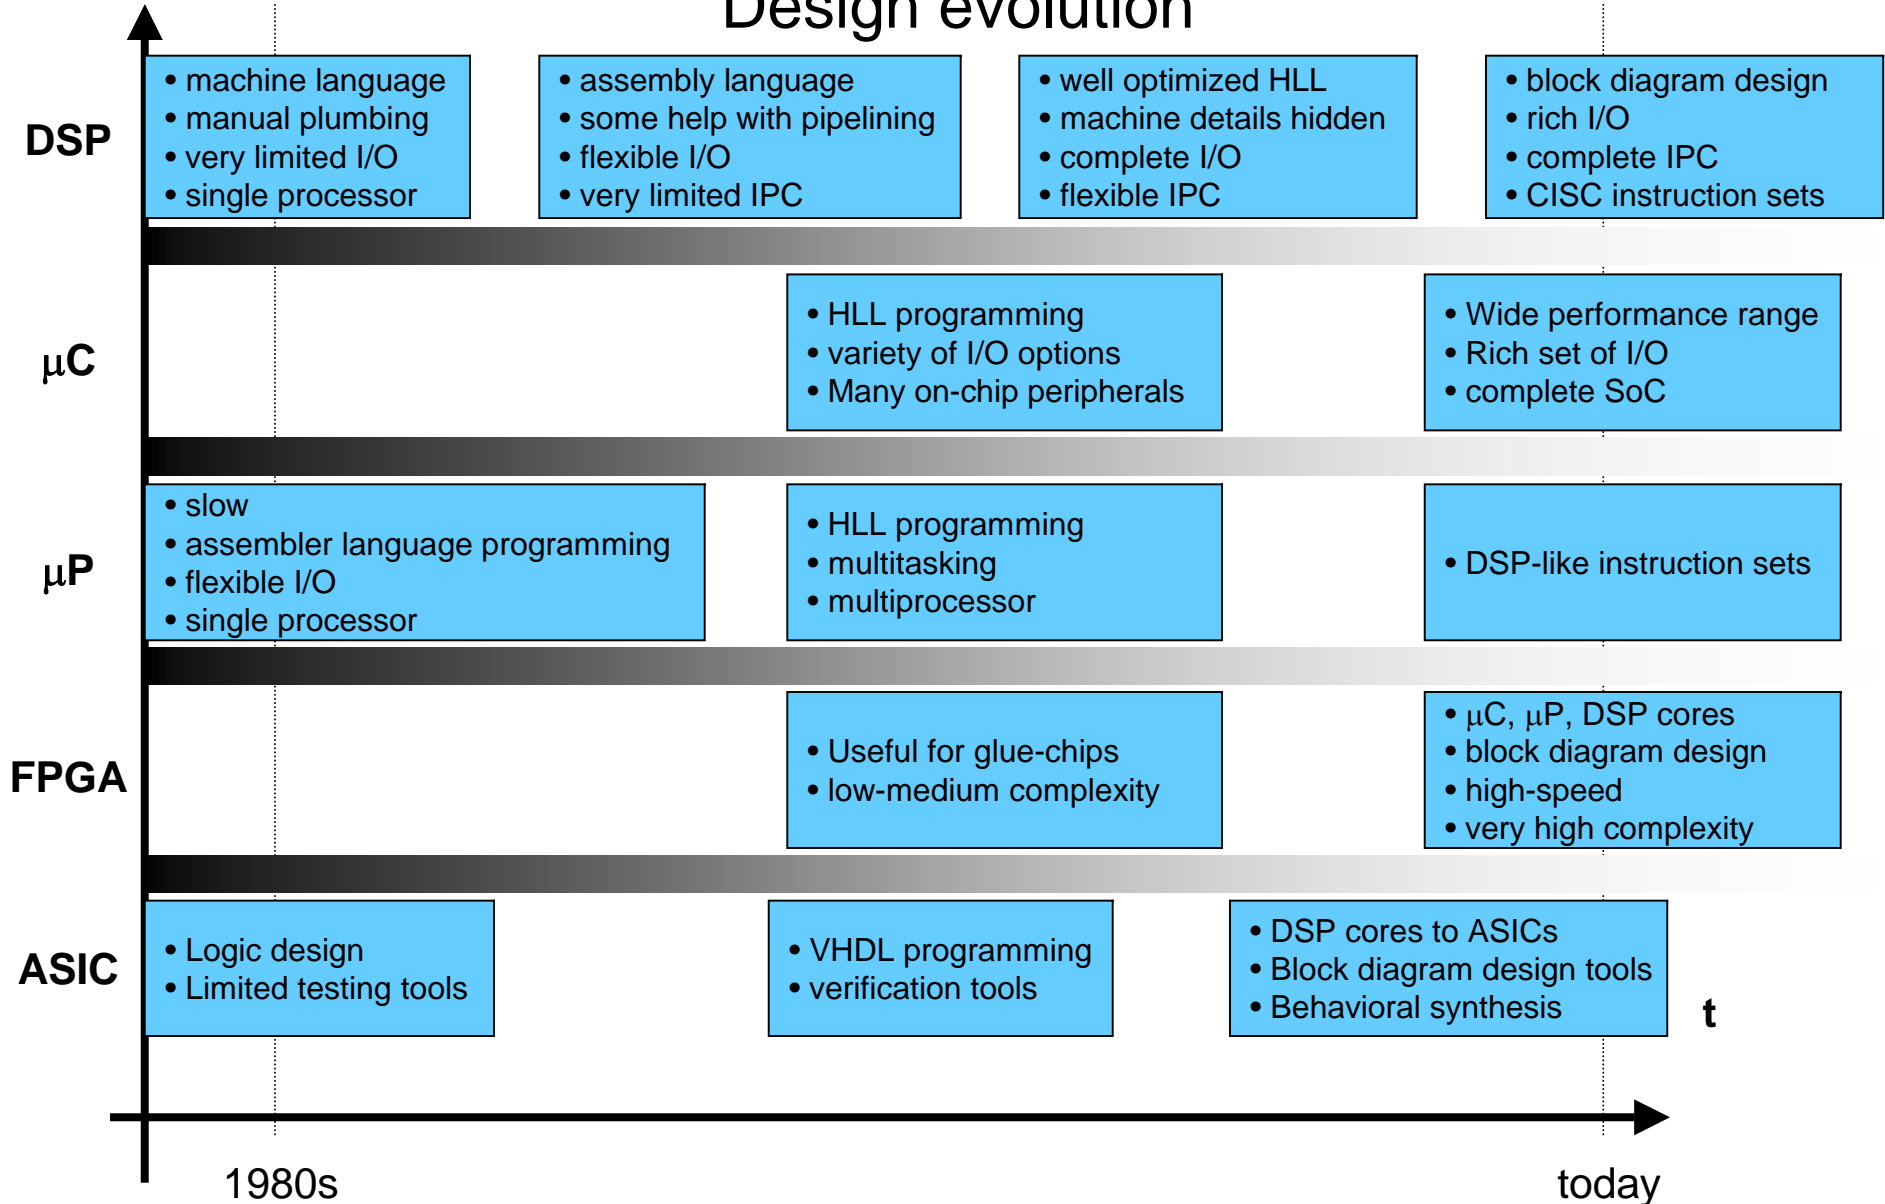 Design evolution
DSP
• machine language
• manual plumbing
• very limited I/O
• single processor
• assembly language
• some help with pipelining
• flexible I/O
• very limited IPC
• well optimized HLL
• machine details hidden
• complete I/O
• flexible IPC
• block diagram design
• rich I/O
• complete IPC
• CISC instruction sets
μC
• HLL programming
• variety of I/O options
• Many on-chip peripherals
• Wide performance range
• Rich set of I/O
• complete SoC
μP
• slow
• assembler language programming
• flexible I/O
• single processor
• HLL programming
• multitasking
• multiprocessor
• DSP-like instruction sets
FPGA
• Useful for glue-chips
• low-medium complexity
• μC, μP, DSP cores
• block diagram design
• high-speed
• very high complexity
ASIC
• Logic design
• Limited testing tools
• VHDL programming
• verification tools
• DSP cores to ASICs
• Block diagram design tools
• Behavioral synthesis
t
1980s
today